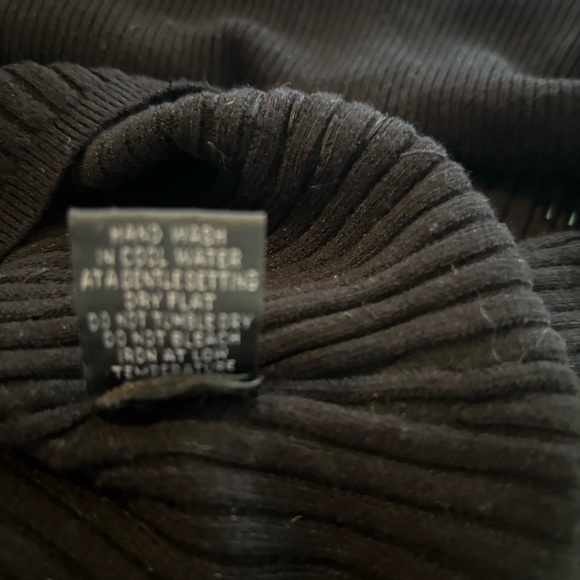 HAND WASH
IN COOL WATER
AT A GENTLE SETTING
DRY FLAT
DO NOT TUMBLE DRY
DO NOT BLEACH
IRON AT LOW
TEMPERATURE